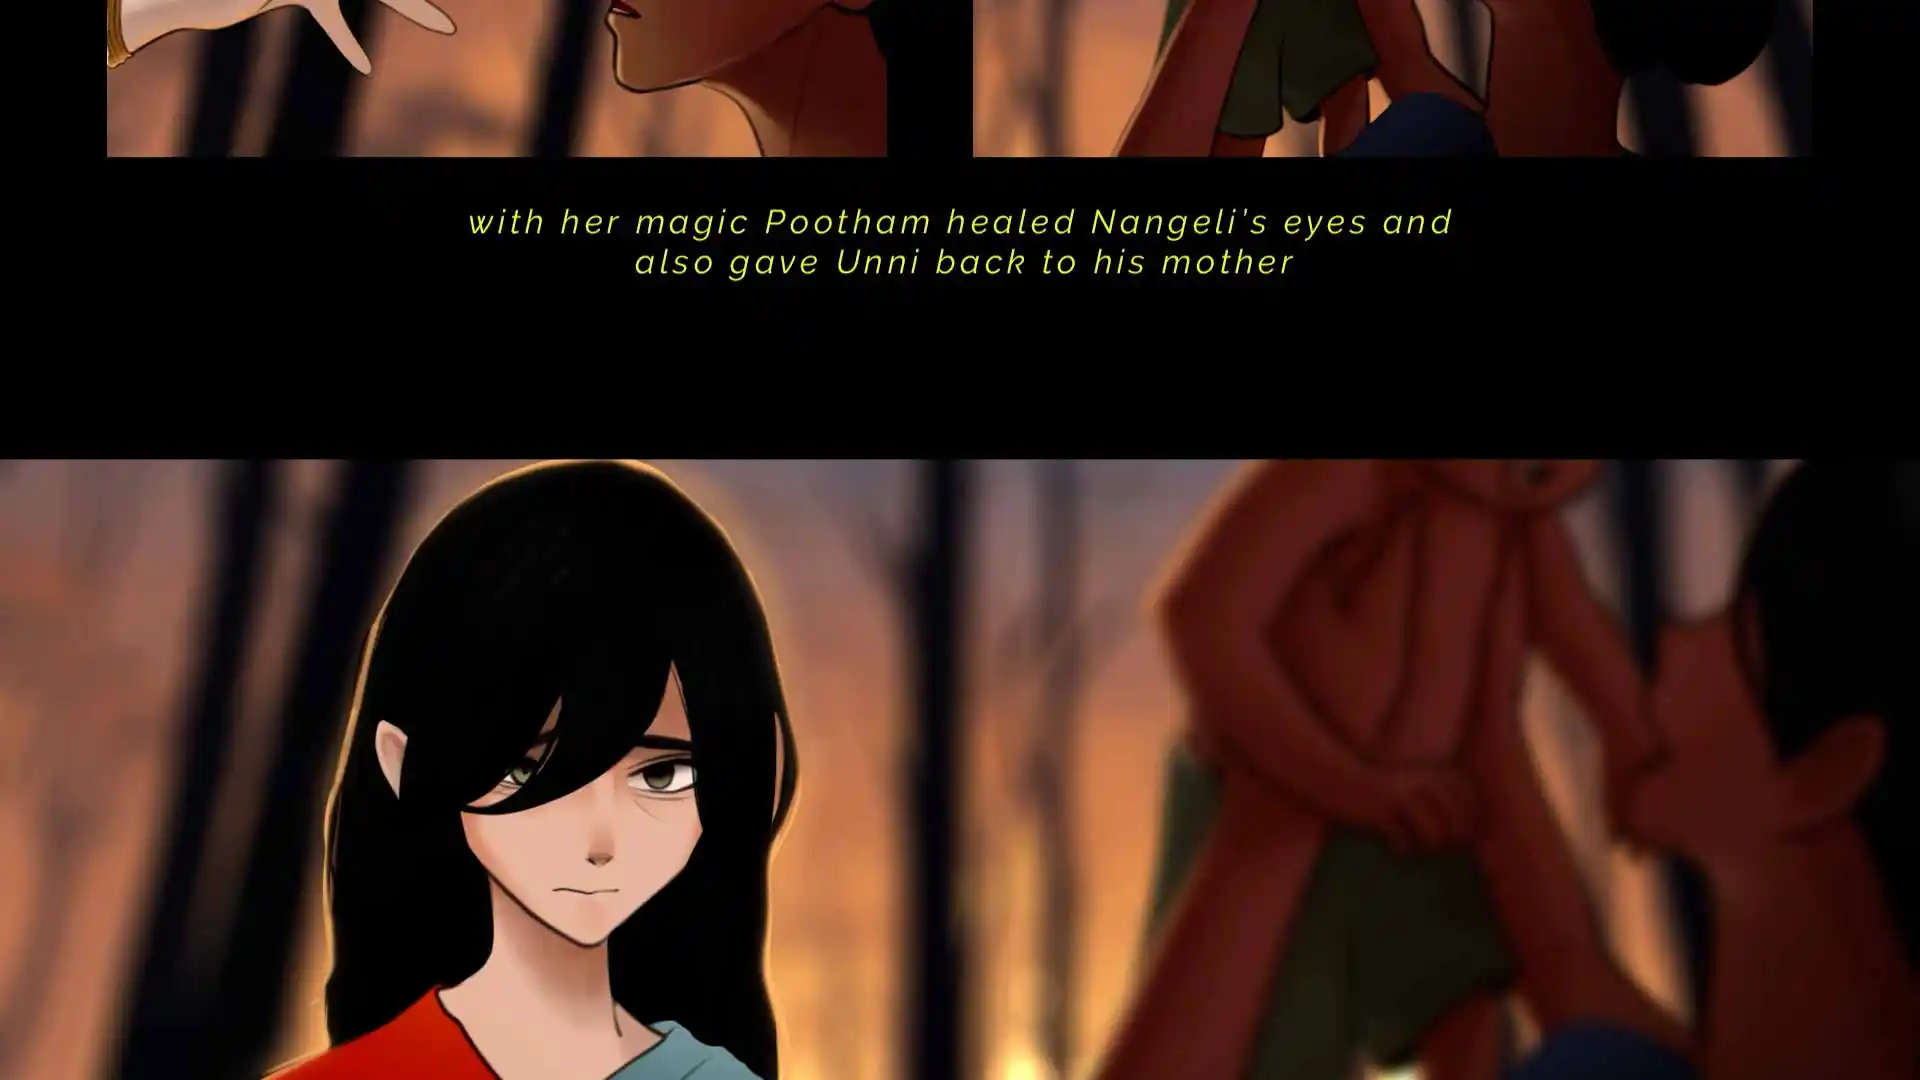 with her magic Pootham healed Nangeli's eyes and
also gave Unni back to his mother